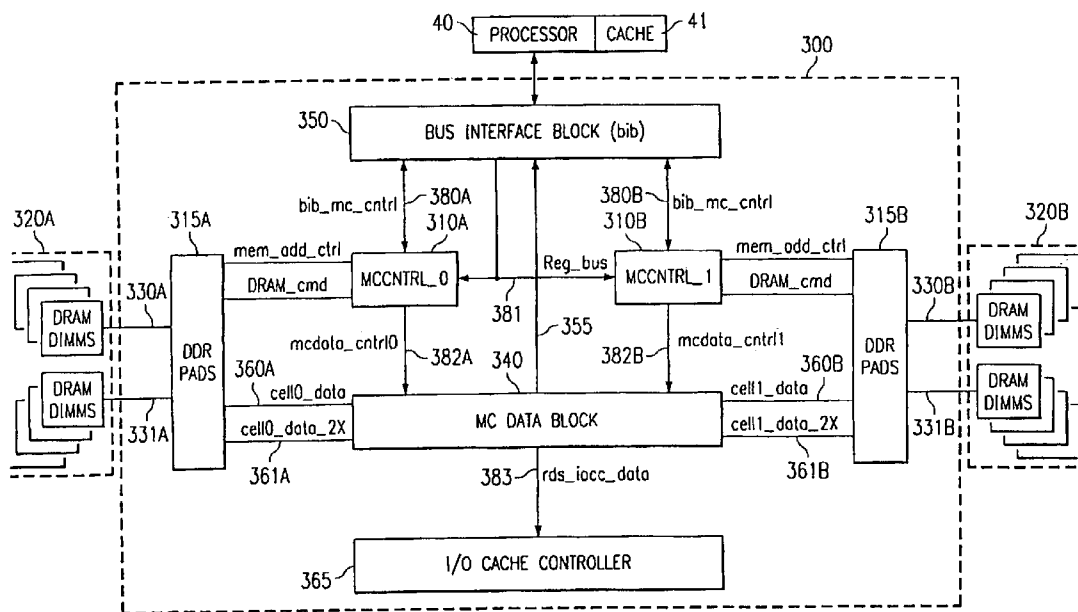 40
PROCESSOR
CACHE
41
300
350
BUS INTERFACE BLOCK (bib)
380A
bib_mc_cntrl
310A
380B
bib_mc_cntrl
310B
320A
315A
315B
320B
mem_add_ctrl
MCCNTRL_0
DRAM_cmd
Reg_bus
381
MCCNTRL_1
mem_add_ctrl
DRAM_cmd
330A
330B
DRAM
DIMMS
DDR
PADS
DDR
PADS
DRAM
DIMMS
mcdata_cntrl0
382A
340
355
382B
mcdata_cntrl1
360A
cell0_data
MC DATA BLOCK
cell1_data
360B
DRAM
DIMMS
331A
cell0_data_2X
361A
cell1_data_2X
361B
331B
DRAM
DIMMS
383
rds_iocc_data
365
I/O CACHE CONTROLLER